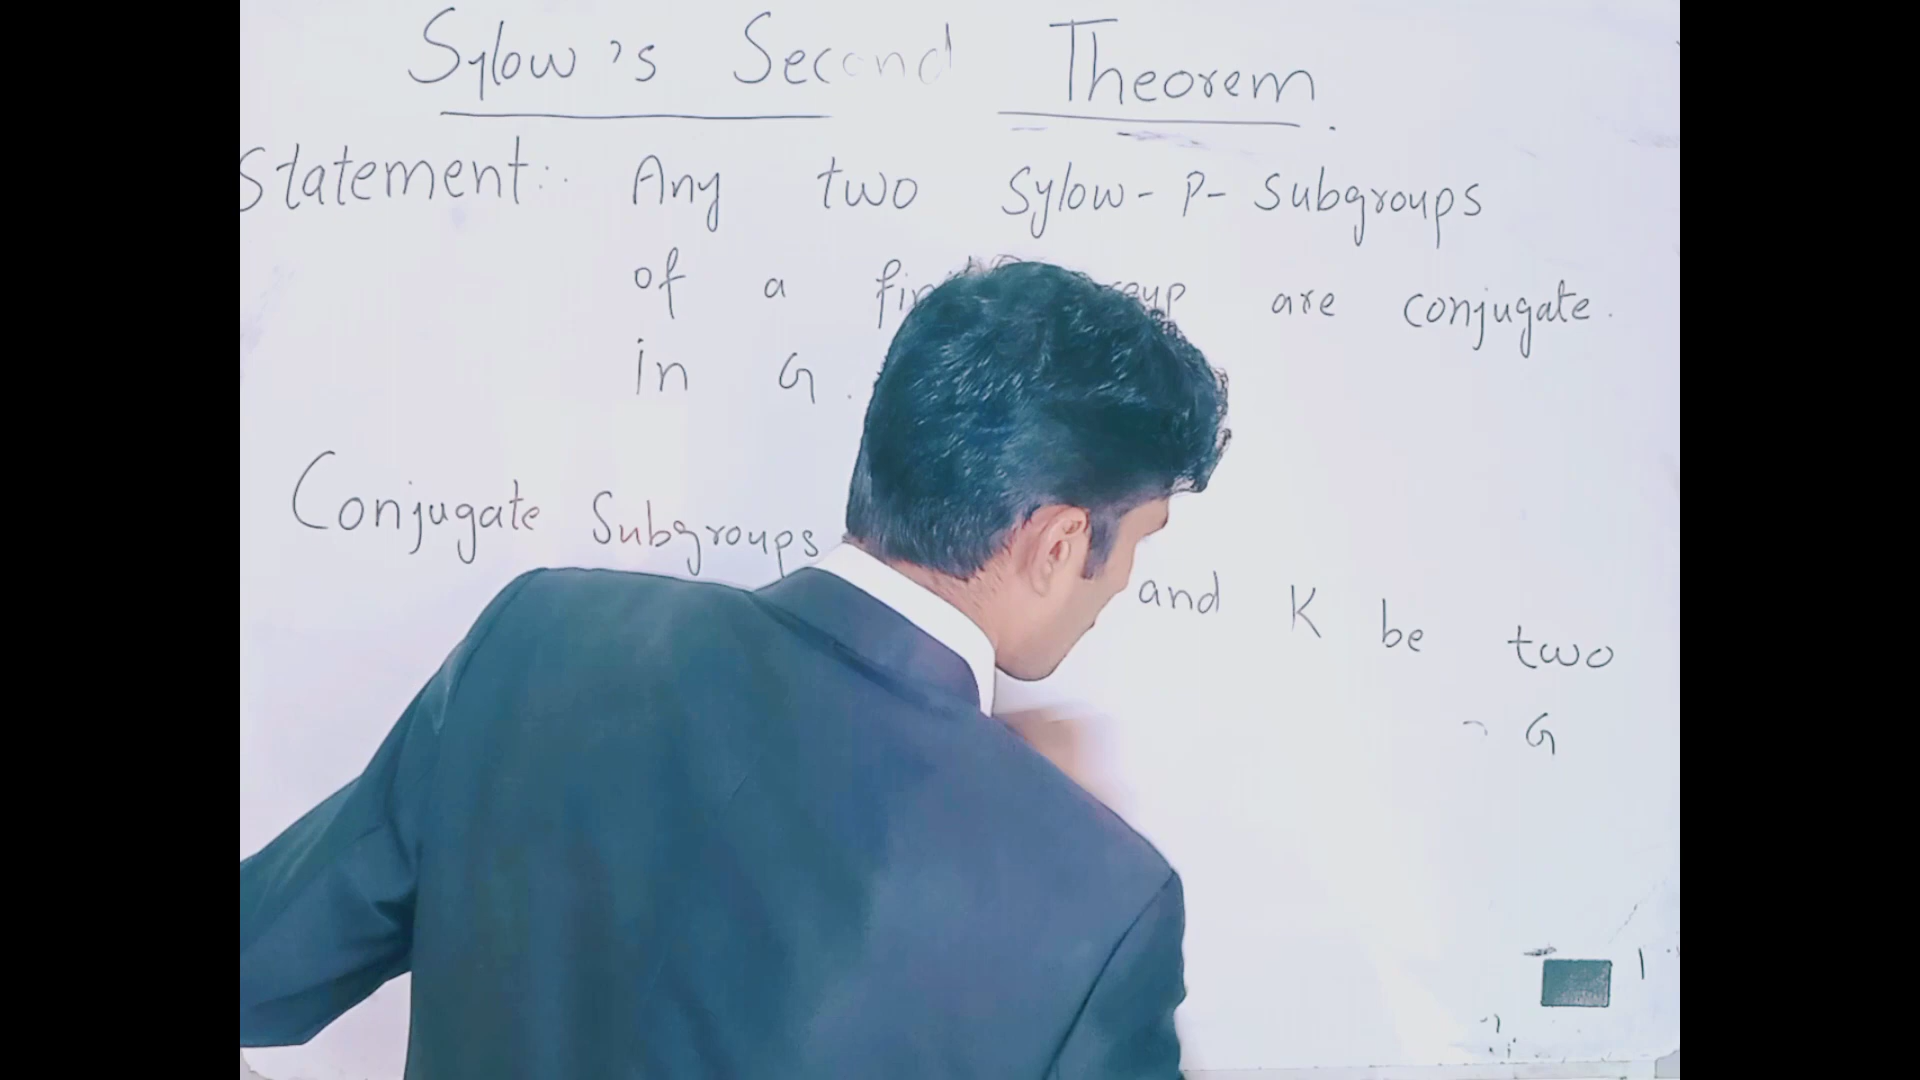 Sylow's Second Theorem.
Statement: Any two Sylow-P-Subgroups
of a are conjugate.
in G.
Conjugate Subgroups
and K be two
G